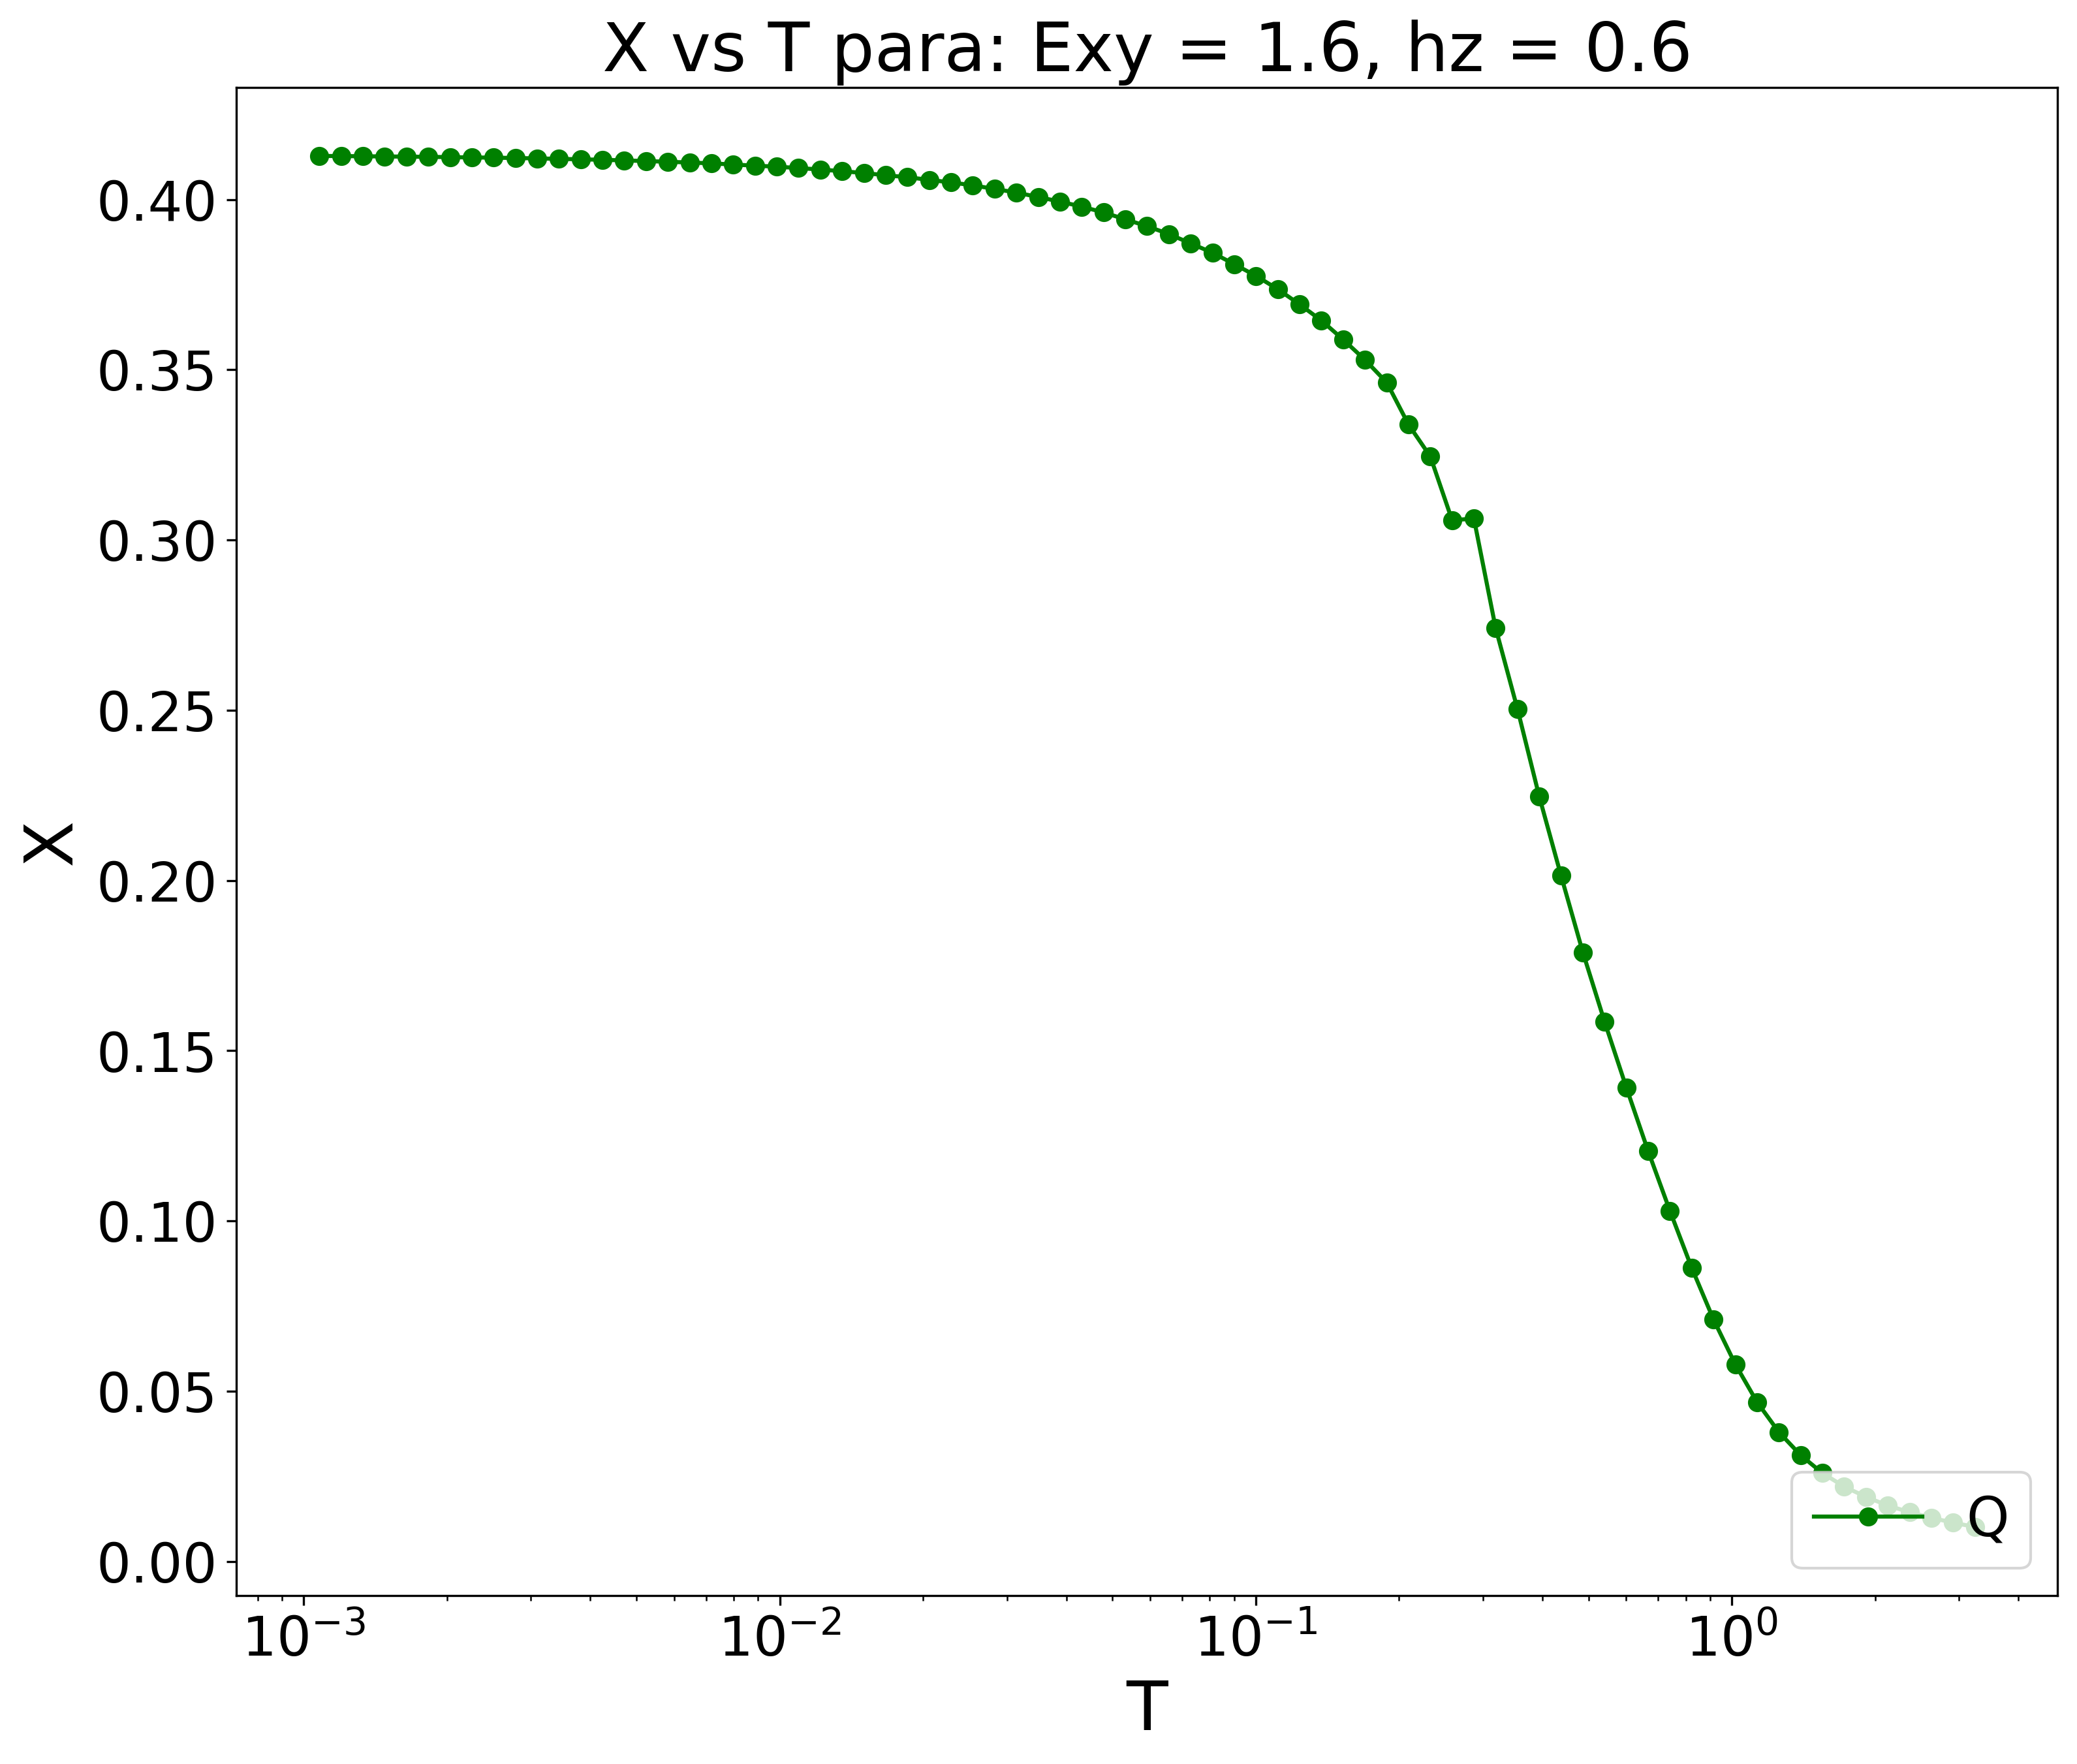 X vs T para: Exy = 1.6, hz = 0.6
X
0.40
0.35
0.30
0.25
0.20
0.15
0.10
0.05
0.00
Q
10⁻³ 10⁻² 10⁻¹ 10⁰
T